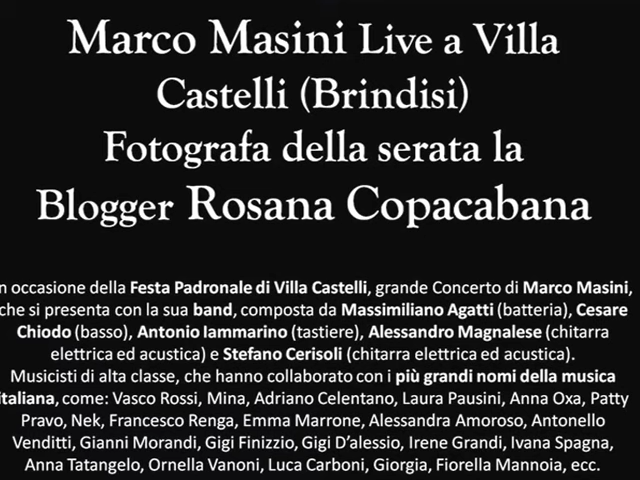 Marco Masini Live a Villa
Castelli (Brindisi)
Fotografa della serata la
Blogger Rosana Copacabana
n occasione della Festa Padronale di Villa Castelli, grande Concerto di Marco Masini,
che si presenta con la sua band, composta da Massimiliano Agatti (batteria), Cesare
Chiodo (basso), Antonio Iammarino (tastiere), Alessandro Magnalese (chitarra
elettrica ed acustica) e Stefano Cerisoli (chitarra elettrica ed acustica).
Musicisti di alta classe, che hanno collaborato con i più grandi nomi della musica
italiana, come: Vasco Rossi, Mina, Adriano Celentano, Laura Pausini, Anna Oxa, Patty
Pravo, Nek, Francesco Renga, Emma Marrone, Alessandra Amoroso, Antonello
Venditti, Gianni Morandi, Gigi Finizzio, Gigi D’alessio, Irene Grandi, Ivana Spagna,
Anna Tatangelo, Ornella Vanoni, Luca Carboni, Giorgia, Fiorella Mannoia, ecc.